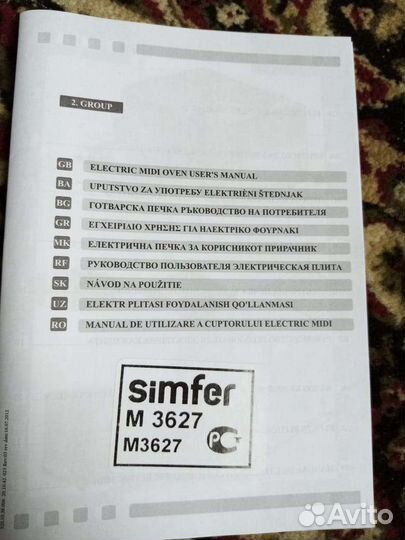 2. GROUP
GB ELECTRIC MIDI OVEN USER'S MANUAL
BA UPUTSTVO ZA UPOTREBU ELEKTRIČNI ŠTEDNJAK
BG ГОТВАРСКА ПЕЧКА РЪКОВОДСТВО НА ПОТРЕБИТЕЛЯ
GR ΕΓΧΕΙΡΙΔΙΟ ΧΡΗΣΗΣ ΓΙΑ ΗΛΕΚΤΡΙΚΟ ΦΟΥΡΝΑΚΙ
MK ЕЛЕКТРИЧНА ПЕЧКА ЗА КОРИСНИКОТ ПРИРАЧНИК
RF РУКОВОДСТВО ПОЛЬЗОВАТЕЛЯ ЭЛЕКТРИЧЕСКАЯ ПЛИТА
SK NÁVOD NA POUŽITIE
UZ ELEKTR PLITASI FOYDALANISH QO'LLANMASI
RO MANUAL DE UTILIZARE A CUPTORULUI ELECTRIC MIDI
simfer
M 3627
M3627
Avito